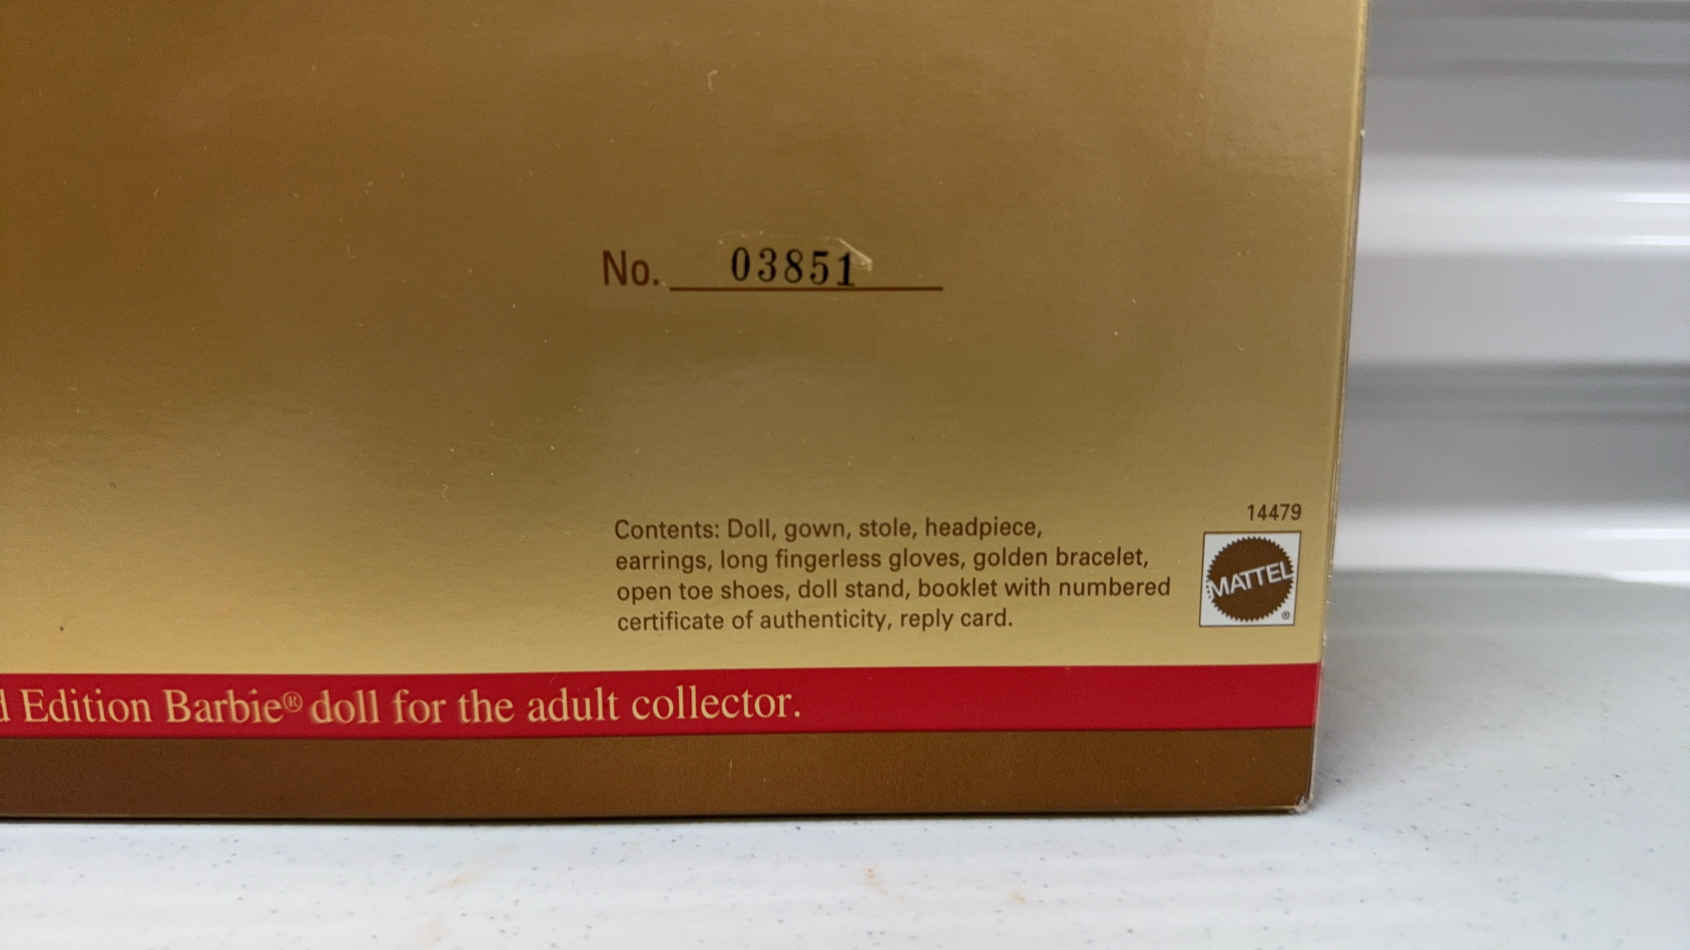 No. 03851
14479
Contents: Doll, gown, stole, headpiece,
earrings, long fingerless gloves, golden bracelet,
open toe shoes, doll stand, booklet with numbered
certificate of authenticity, reply card.
MATTEL
®
d Edition Barbie® doll for the adult collector.